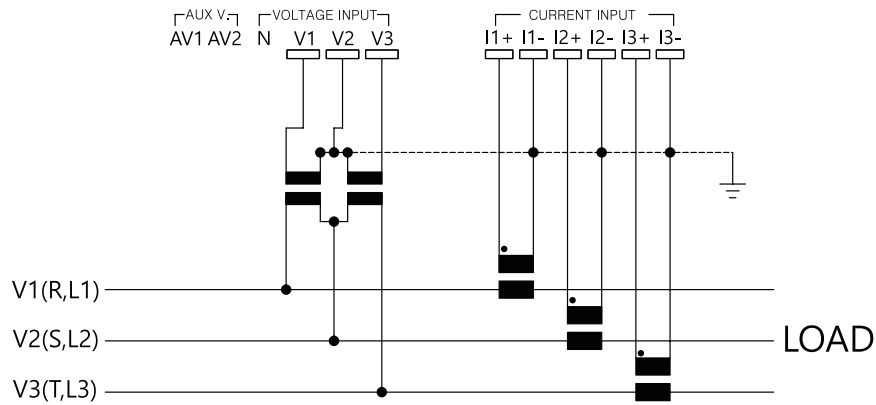 AUX V. VOLTAGE INPUT CURRENT INPUT
AV1 AV2 N V1 V2 V3 I1+ I1- I2+ I2- I3+ I3-
V1(R,L1)
V2(S,L2) LOAD
V3(T,L3)